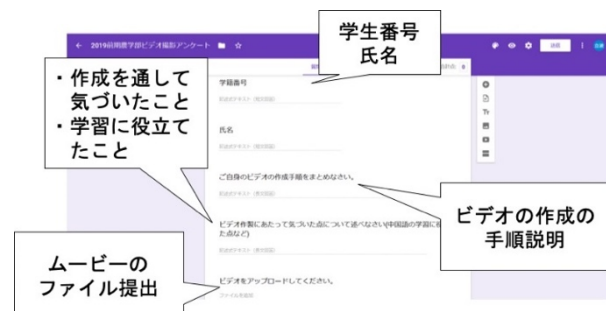 2019前期農学部ビデオ撮影アンケート
学生番号
氏名
・作成を通して
気づいたこと
・学習に役立て
たこと
学籍番号
記述式テキスト（短文回答）
氏名
記述式テキスト（短文回答）
ご自身のビデオの作成手順をまとめなさい。
記述式テキスト（長文回答）
ビデオ作製にあたって気づいた点について述べなさい(中国語の学習に役
た点など)
記述式テキスト（長文回答）
ビデオの作成の
手順説明
ムービーの
ファイル提出
ビデオをアップロードしてください。